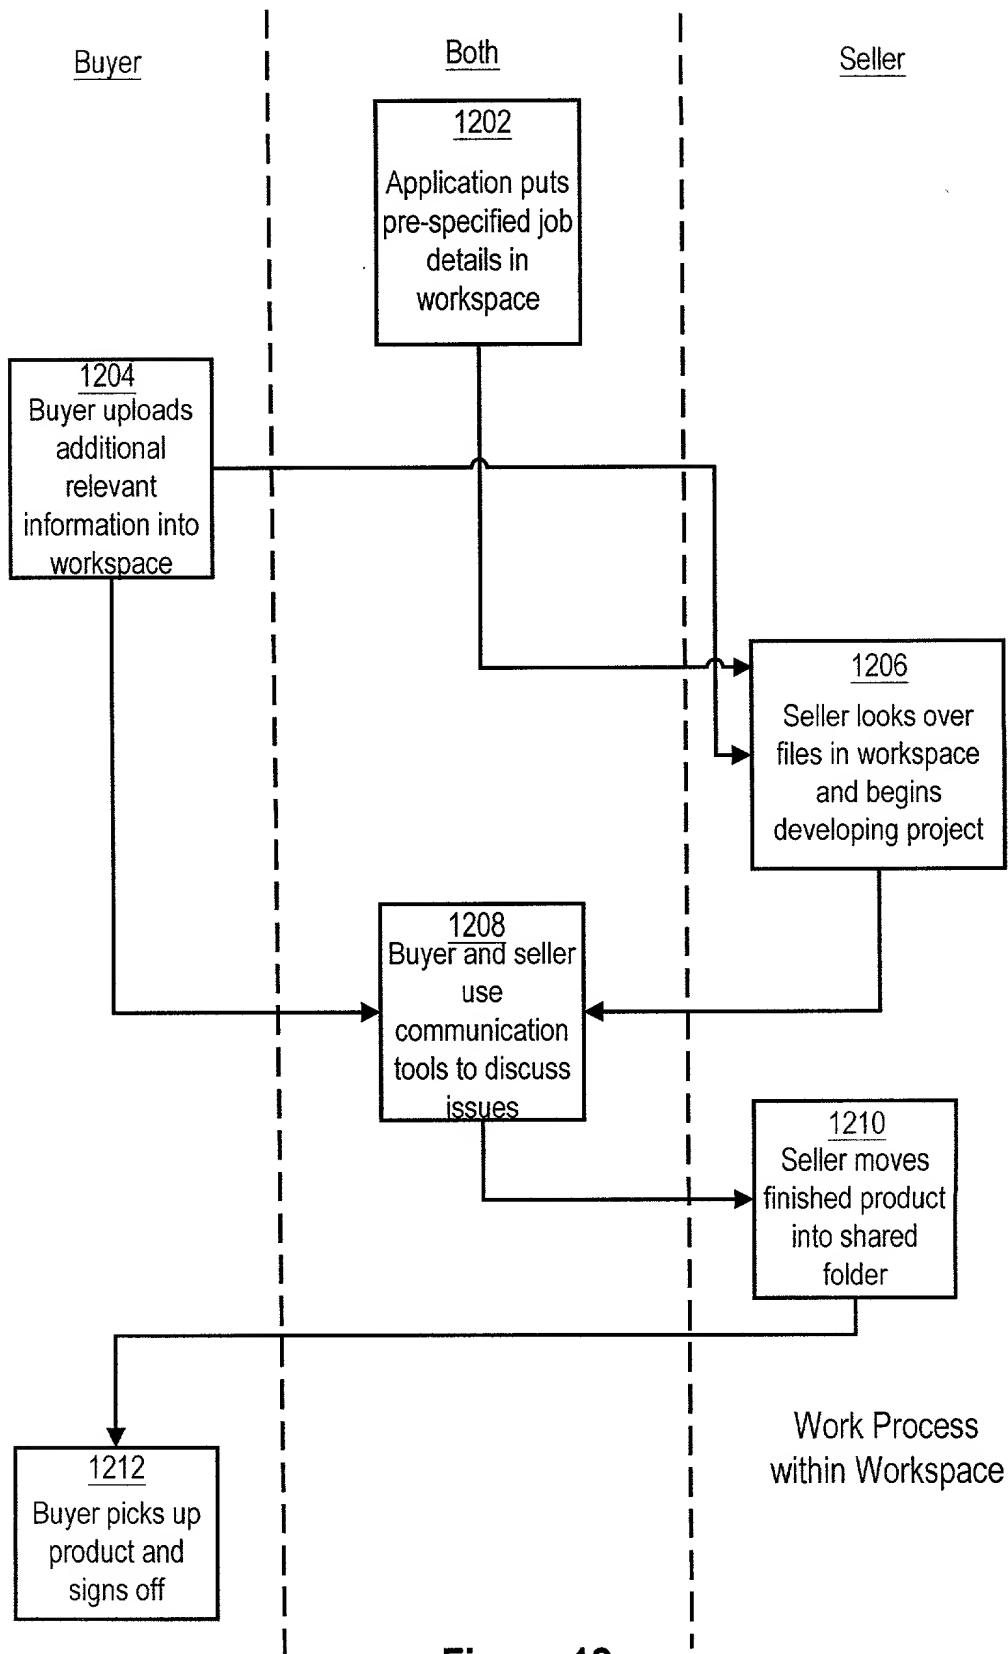 Buyer
Both
Seller
1202
Application puts
pre-specified job
details in
workspace
1204
Buyer uploads
additional
relevant
information into
workspace
1206
Seller looks over
files in workspace
and begins
developing project
1208
Buyer and seller
use
communication
tools to discuss
issues
1210
Seller moves
finished product
into shared
folder
Work Process
within Workspace
1212
Buyer picks up
product and
signs off